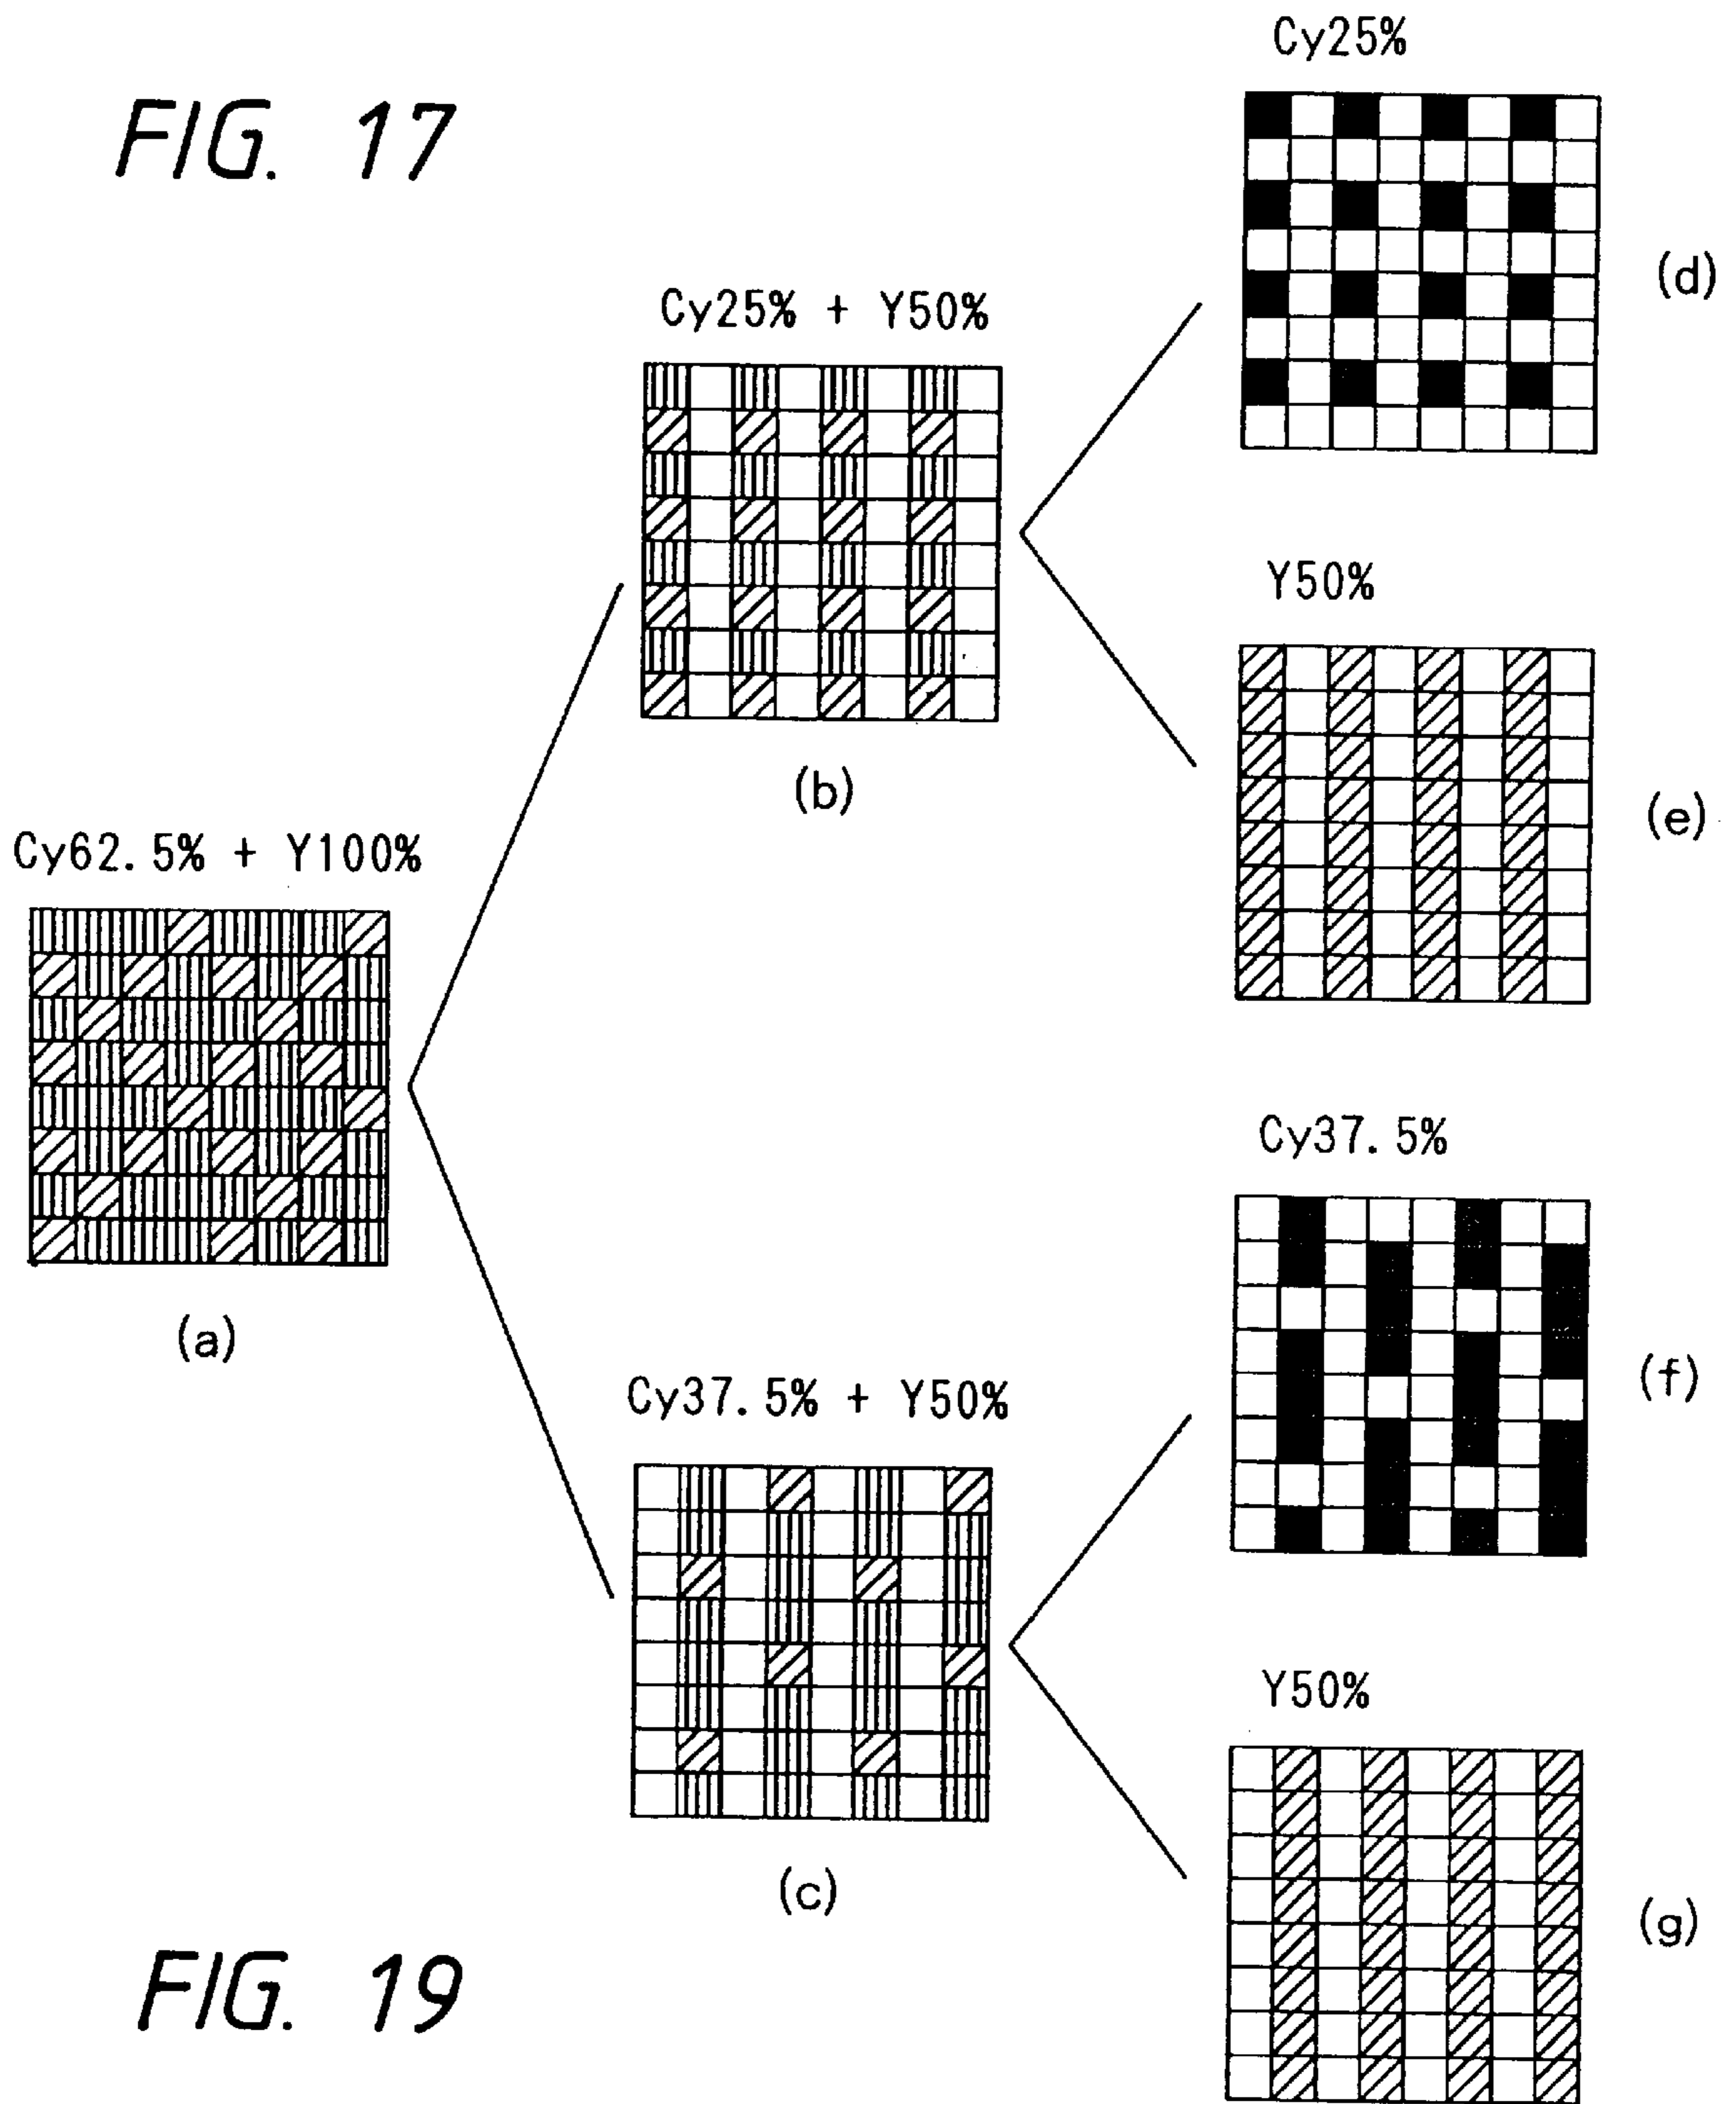 FIG. 17
Cy25%
(d)
Cy25% + Y50%
(b)
Y50%
(e)
Cy62.5% + Y100%
(a)
Cy37.5%
(f)
Cy37.5% + Y50%
(c)
Y50%
(g)
FIG. 19